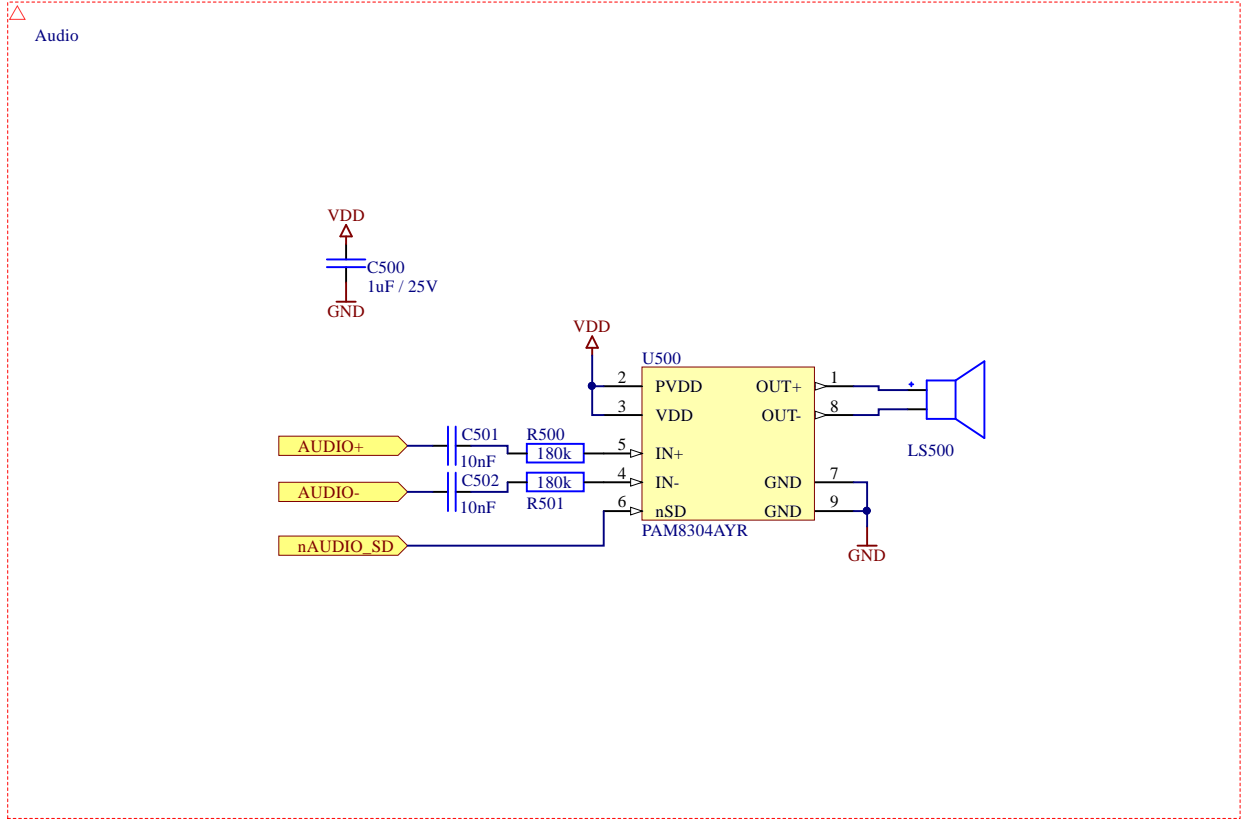 Audio
VDD
C500
1uF / 25V
GND
VDD
U500
2 PVDD OUT+ 1
3 VDD OUT- 8
LS500
AUDIO+ C501 R500
10nF 180k 5 IN+
AUDIO- C502 180k 4 IN- GND 7
10nF R501 6 nSD GND 9
PAM8304AYR
nAUDIO_SD
GND